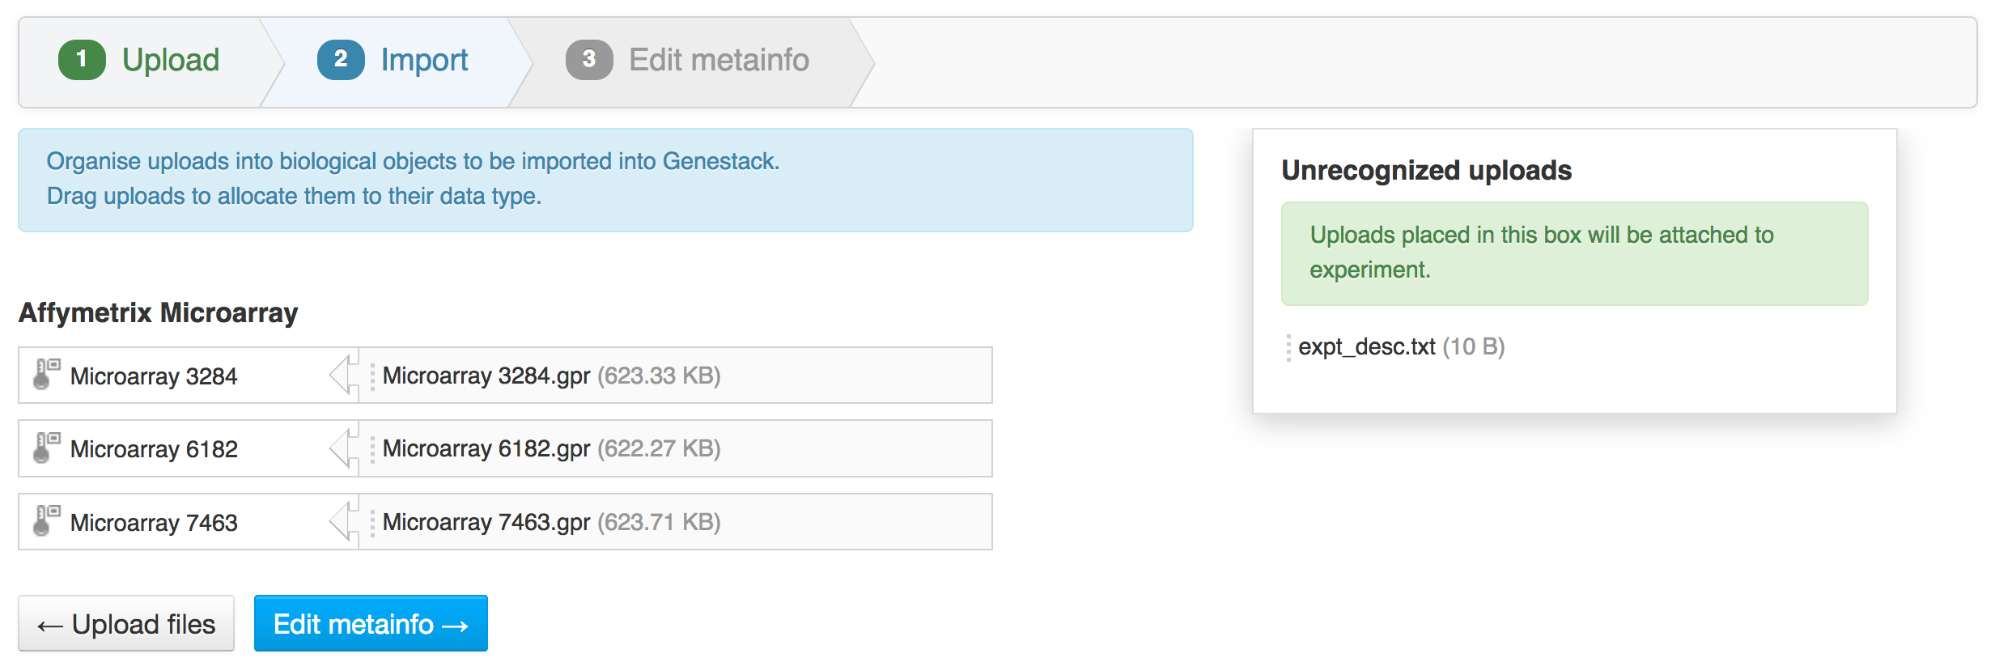 1 Upload 2 Import 3 Edit metainfo
Organise uploads into biological objects to be imported into Genestack.
Drag uploads to allocate them to their data type.
Unrecognized uploads
Uploads placed in this box will be attached to
experiment.
expt_desc.txt (10 B)
Affymetrix Microarray
Microarray 3284 Microarray 3284.gpr (623.33 KB)
Microarray 6182 Microarray 6182.gpr (622.27 KB)
Microarray 7463 Microarray 7463.gpr (623.71 KB)
← Upload files Edit metainfo →